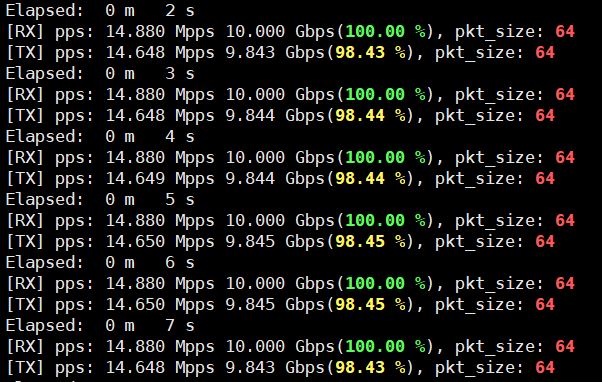 Elapsed:  0 m   2 s
[RX] pps: 14.880 Mpps 10.000 Gbps(100.00 %), pkt_size: 64
[TX] pps: 14.648 Mpps 9.843 Gbps(98.43 %), pkt_size: 64
Elapsed:  0 m   3 s
[RX] pps: 14.880 Mpps 10.000 Gbps(100.00 %), pkt_size: 64
[TX] pps: 14.648 Mpps 9.844 Gbps(98.44 %), pkt_size: 64
Elapsed:  0 m   4 s
[RX] pps: 14.880 Mpps 10.000 Gbps(100.00 %), pkt_size: 64
[TX] pps: 14.649 Mpps 9.844 Gbps(98.44 %), pkt_size: 64
Elapsed:  0 m   5 s
[RX] pps: 14.880 Mpps 10.000 Gbps(100.00 %), pkt_size: 64
[TX] pps: 14.650 Mpps 9.845 Gbps(98.45 %), pkt_size: 64
Elapsed:  0 m   6 s
[RX] pps: 14.880 Mpps 10.000 Gbps(100.00 %), pkt_size: 64
[TX] pps: 14.650 Mpps 9.845 Gbps(98.45 %), pkt_size: 64
Elapsed:  0 m   7 s
[RX] pps: 14.880 Mpps 10.000 Gbps(100.00 %), pkt_size: 64
[TX] pps: 14.648 Mpps 9.843 Gbps(98.43 %), pkt_size: 64